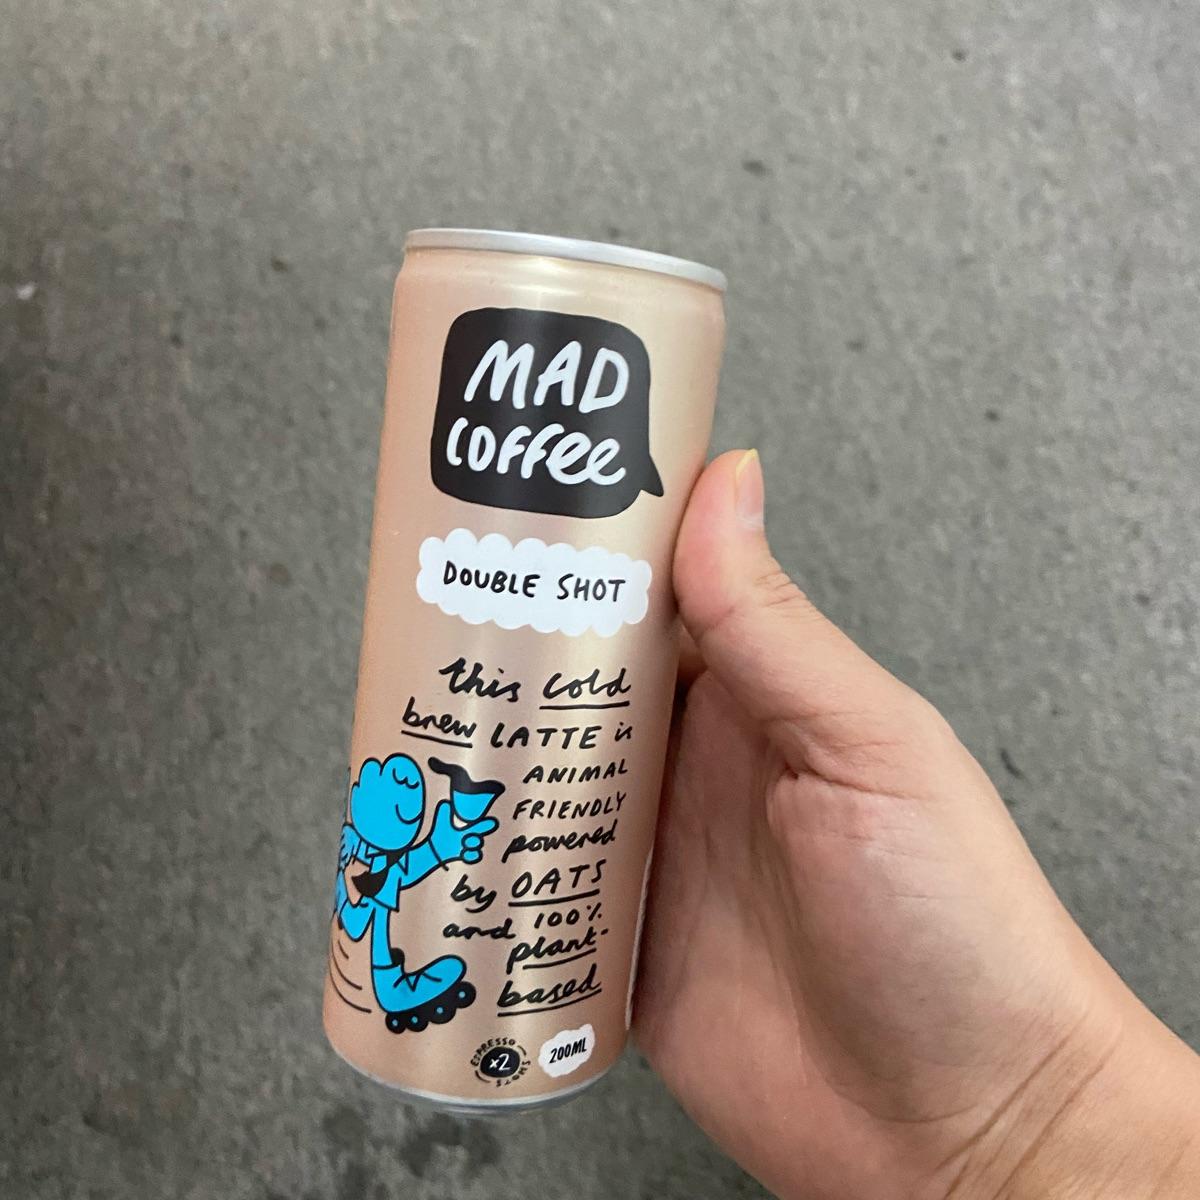 MAD
COFFee
DOUBLE SHOT
this cold
brew LATTE is
ANIMAL
FRIENDLY
powered
by OATS
and 100%
plant-
based
ESPRESSO SHOTS
x2
200ML